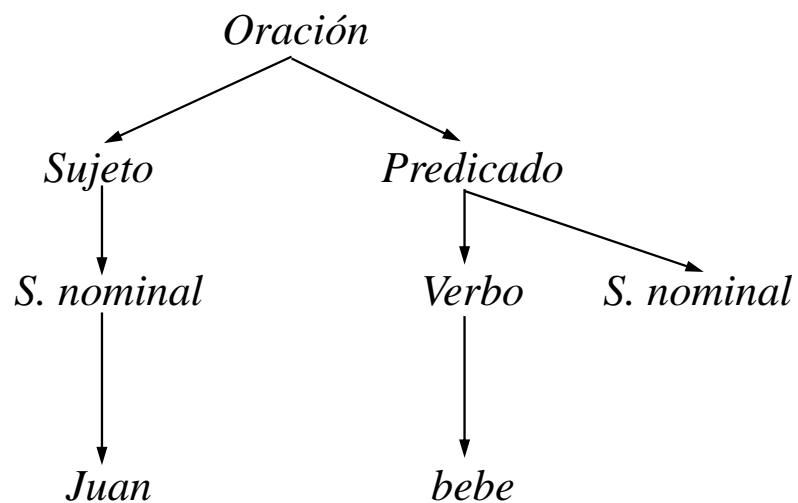 Oración
Sujeto Predicado
S. nominal Verbo S. nominal
Juan bebe